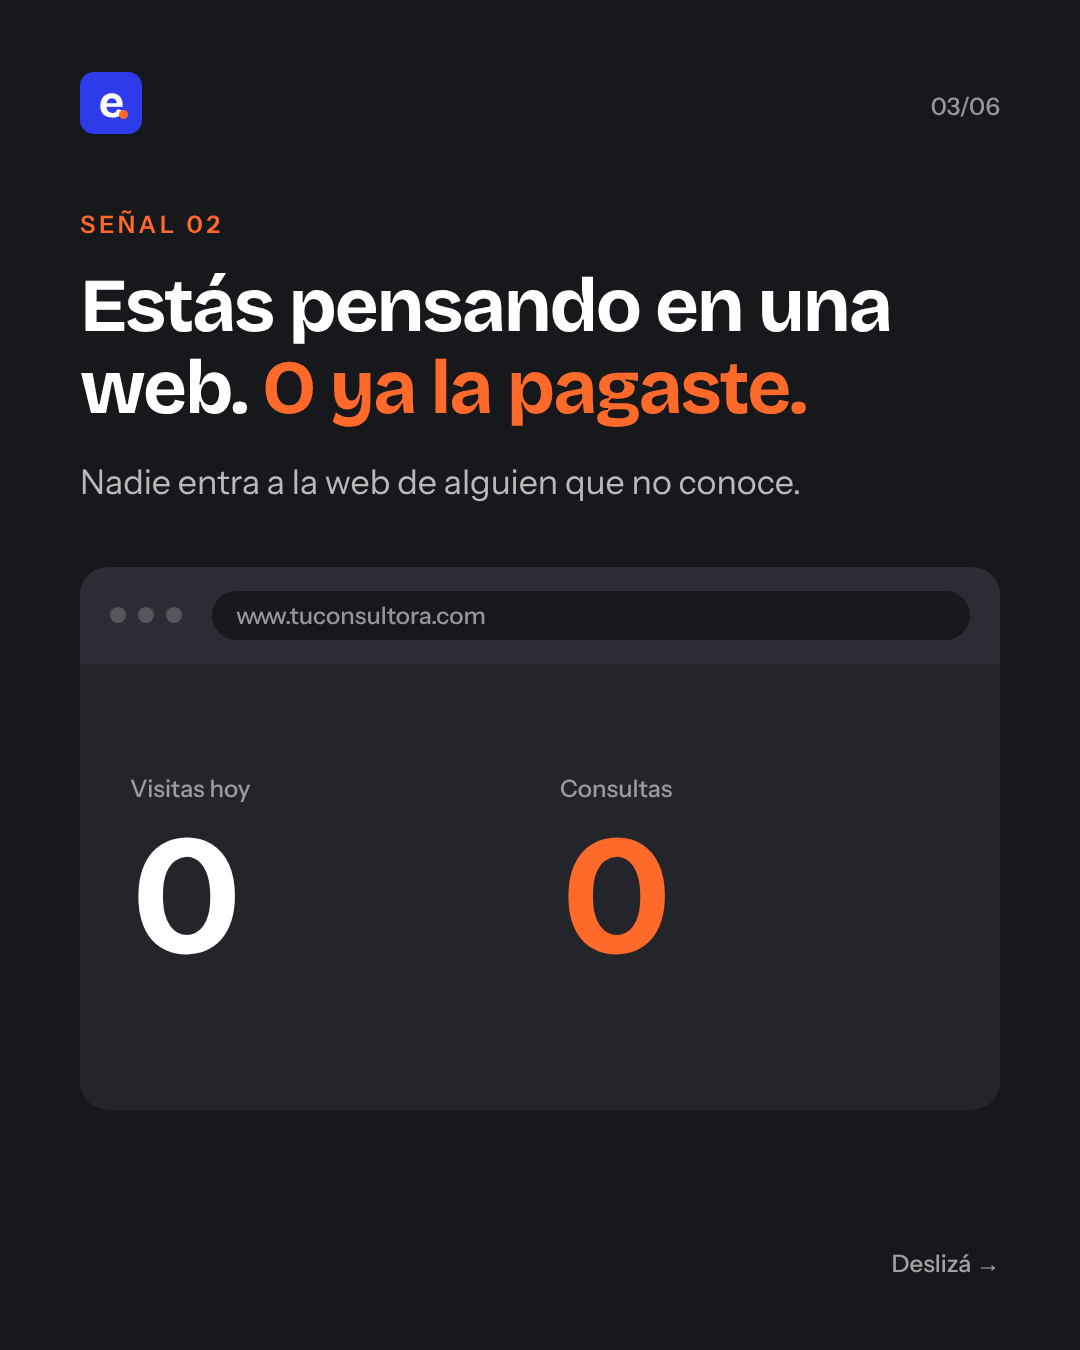 e.
03/06
SEÑAL 02
Estás pensando en una
web. O ya la pagaste.
Nadie entra a la web de alguien que no conoce.
www.tuconsultora.com
Visitas hoy
Consultas
0
0
Deslizá →